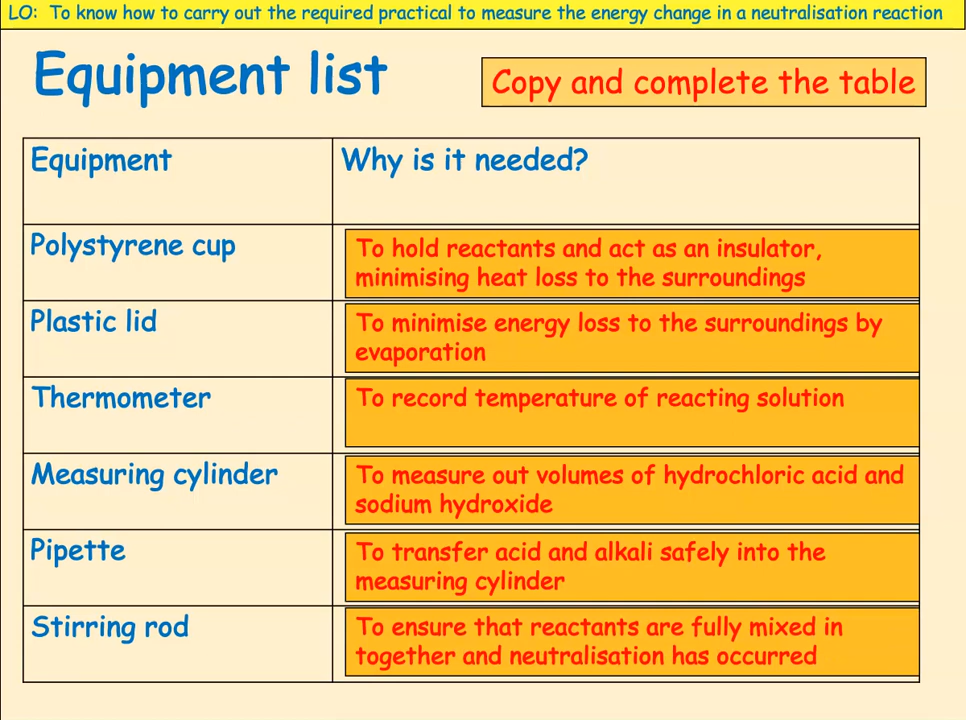 LO: To know how to carry out the required practical to measure the energy change in a neutralisation reaction
Equipment list
Copy and complete the table
Equipment
Why is it needed?
Polystyrene cup
To hold reactants and act as an insulator,
minimising heat loss to the surroundings
Plastic lid
To minimise energy loss to the surroundings by
evaporation
Thermometer
To record temperature of reacting solution
Measuring cylinder
To measure out volumes of hydrochloric acid and
sodium hydroxide
Pipette
To transfer acid and alkali safely into the
measuring cylinder
Stirring rod
To ensure that reactants are fully mixed in
together and neutralisation has occurred